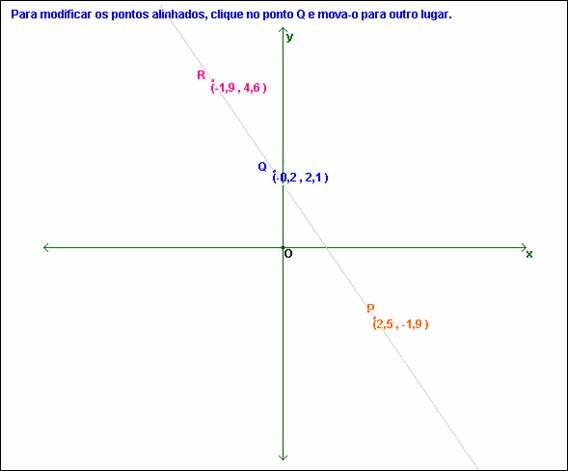 Para modificar os pontos alinhados, clique no ponto Q e mova-o para outro lugar.
y
R
(-1,9 , 4,6 )
Q
(-0,2 , 2,1 )
O
x
P
(2,5 , -1,9 )